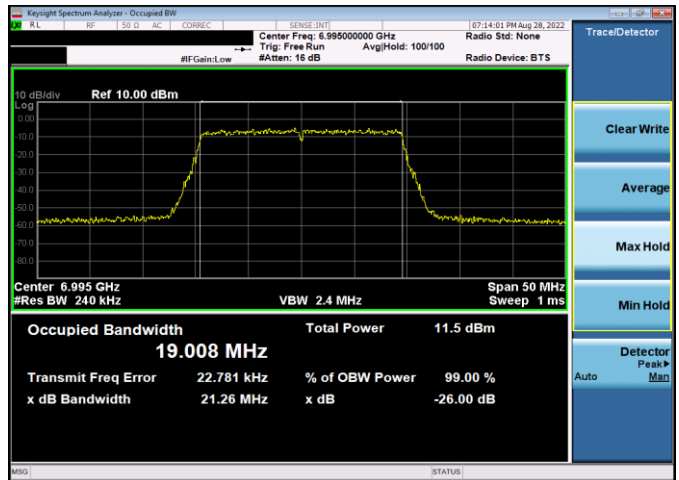 Keysight Spectrum Analyzer - Occupied BW
RL RF 50 Ω AC CORREC SENSE:INT 07:14:01 PM Aug 28, 2022
Center Freq: 6.995000000 GHz Radio Std: None
Trig: Free Run Avg|Hold: 100/100
#IFGain:Low #Atten: 16 dB Radio Device: BTS
Trace/Detector
10 dB/div Ref 10.00 dBm
Log
0.00
-10.0
-20.0
-30.0
-40.0
-50.0
-60.0
-70.0
-80.0
Center 6.995 GHz Span 50 MHz
#Res BW 240 kHz VBW 2.4 MHz Sweep 1 ms
Occupied Bandwidth Total Power 11.5 dBm
19.008 MHz
Transmit Freq Error 22.781 kHz % of OBW Power 99.00 %
x dB Bandwidth 21.26 MHz x dB -26.00 dB
Clear Write
Average
Max Hold
Min Hold
Detector
Peak▶
Auto Man
MSG STATUS